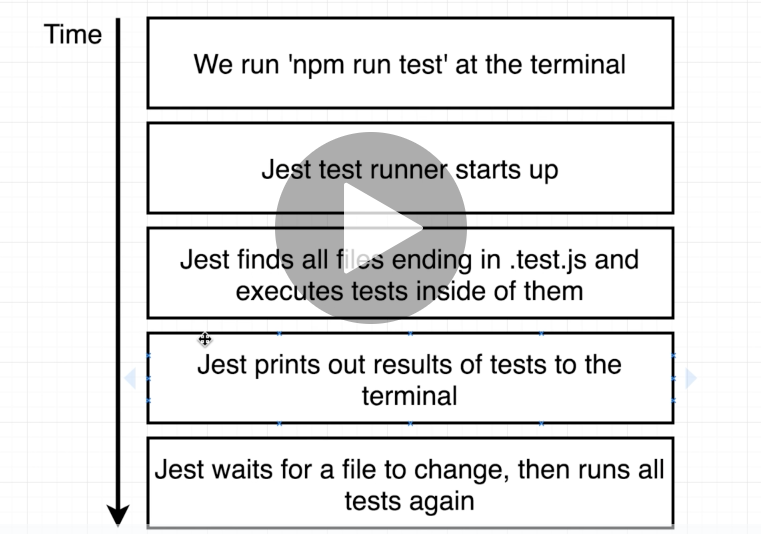 Time
We run 'npm run test' at the terminal
Jest test runner starts up
Jest finds all files ending in .test.js and
executes tests inside of them
Jest prints out results of tests to the
terminal
Jest waits for a file to change, then runs all
tests again